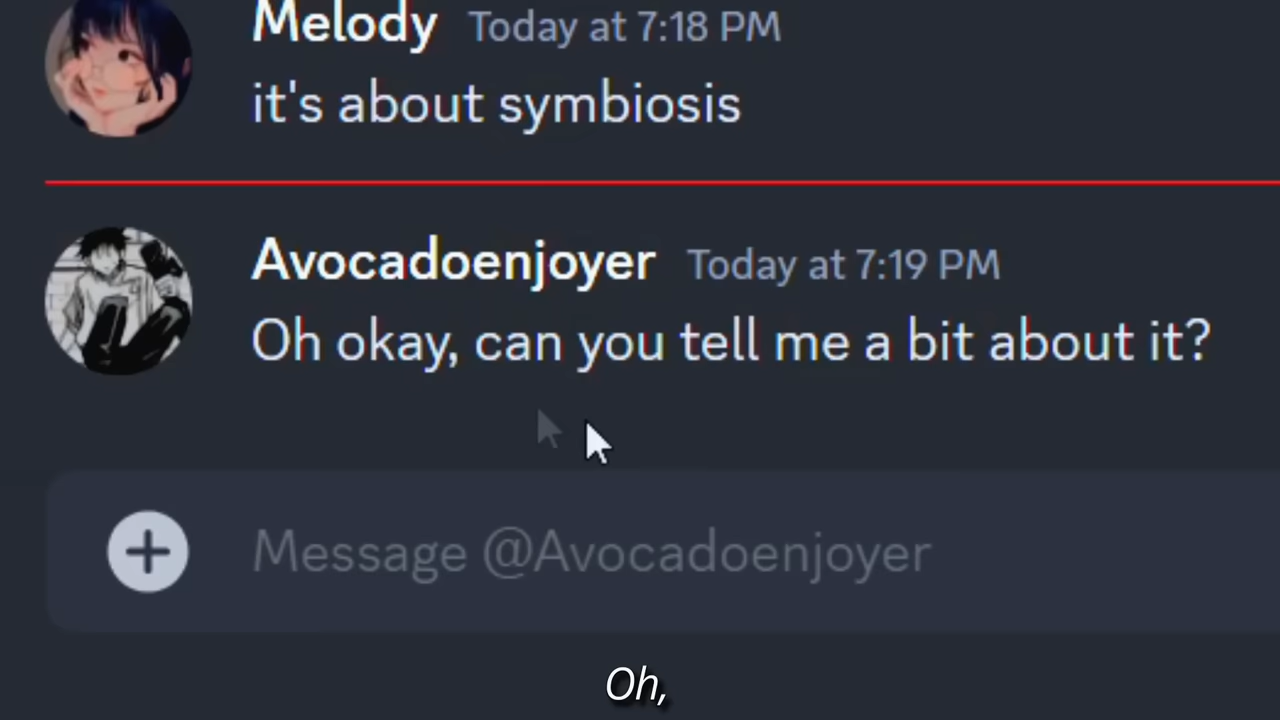 Melody Today at 7:18 PM
it's about symbiosis
Avocadoenjoyer Today at 7:19 PM
Oh okay, can you tell me a bit about it?
Message @Avocadoenjoyer
Oh,